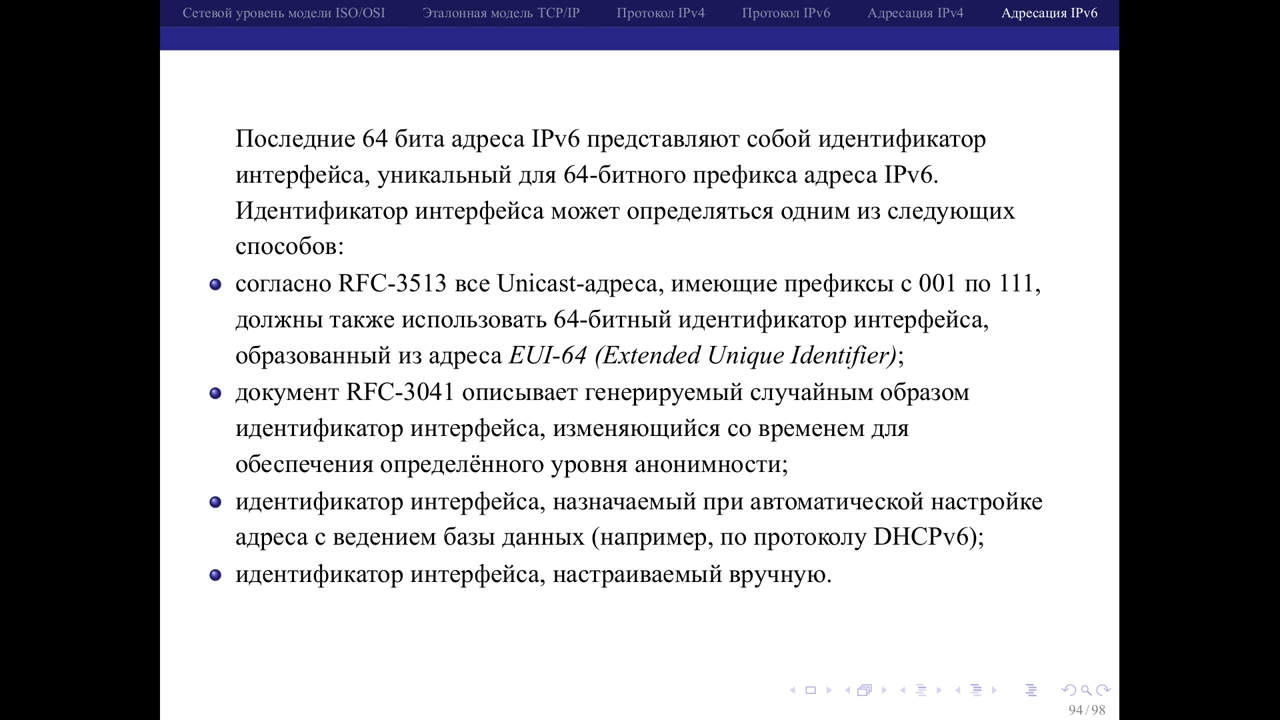 Сетевой уровень модели ISO/OSI Эталонная модель TCP/IP Протокол IPv4 Протокол IPv6 Адресация IPv4 Адресация IPv6
Последние 64 бита адреса IPv6 представляют собой идентификатор
интерфейса, уникальный для 64-битного префикса адреса IPv6.
Идентификатор интерфейса может определяться одним из следующих
способов:
согласно RFC-3513 все Unicast-адреса, имеющие префиксы с 001 по 111,
должны также использовать 64-битный идентификатор интерфейса,
образованный из адреса EUI-64 (Extended Unique Identifier);
документ RFC-3041 описывает генерируемый случайным образом
идентификатор интерфейса, изменяющийся со временем для
обеспечения определённого уровня анонимности;
идентификатор интерфейса, назначаемый при автоматической настройке
адреса с ведением базы данных (например, по протоколу DHCPv6);
идентификатор интерфейса, настраиваемый вручную.
94 / 98